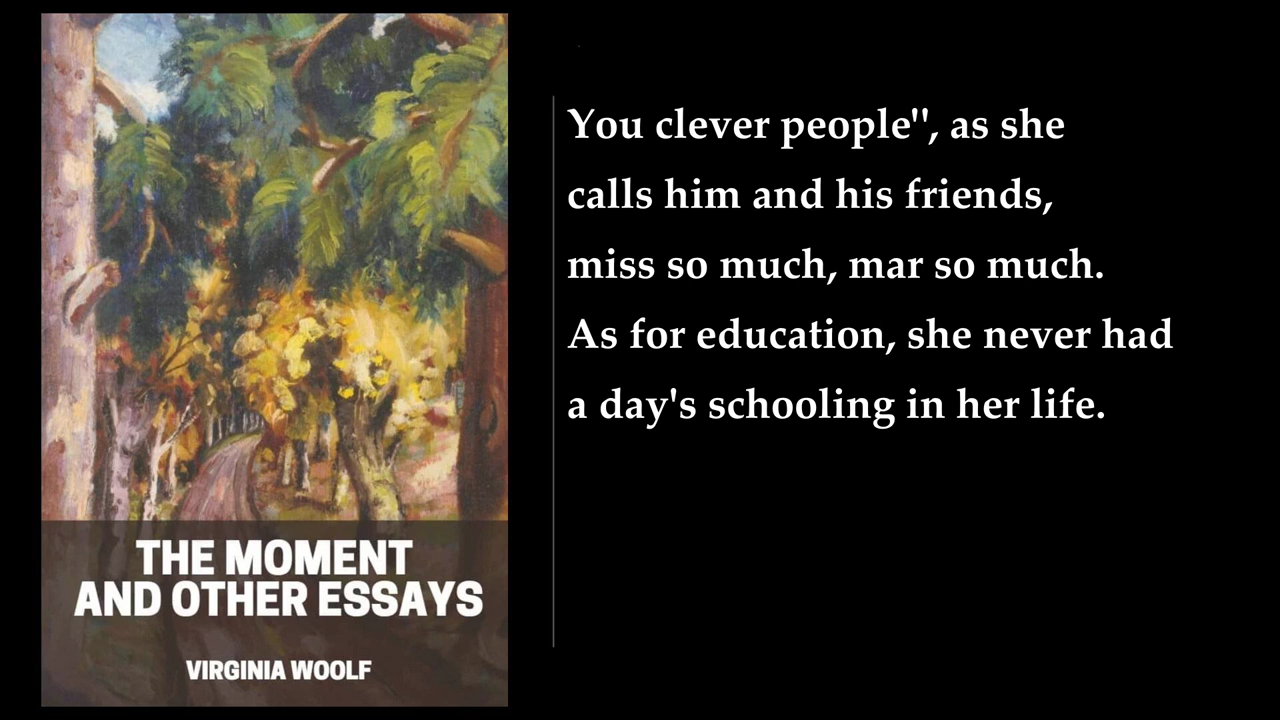 THE MOMENT
AND OTHER ESSAYS
VIRGINIA WOOLF
You clever people", as she
calls him and his friends,
miss so much, mar so much.
As for education, she never had
a day's schooling in her life.